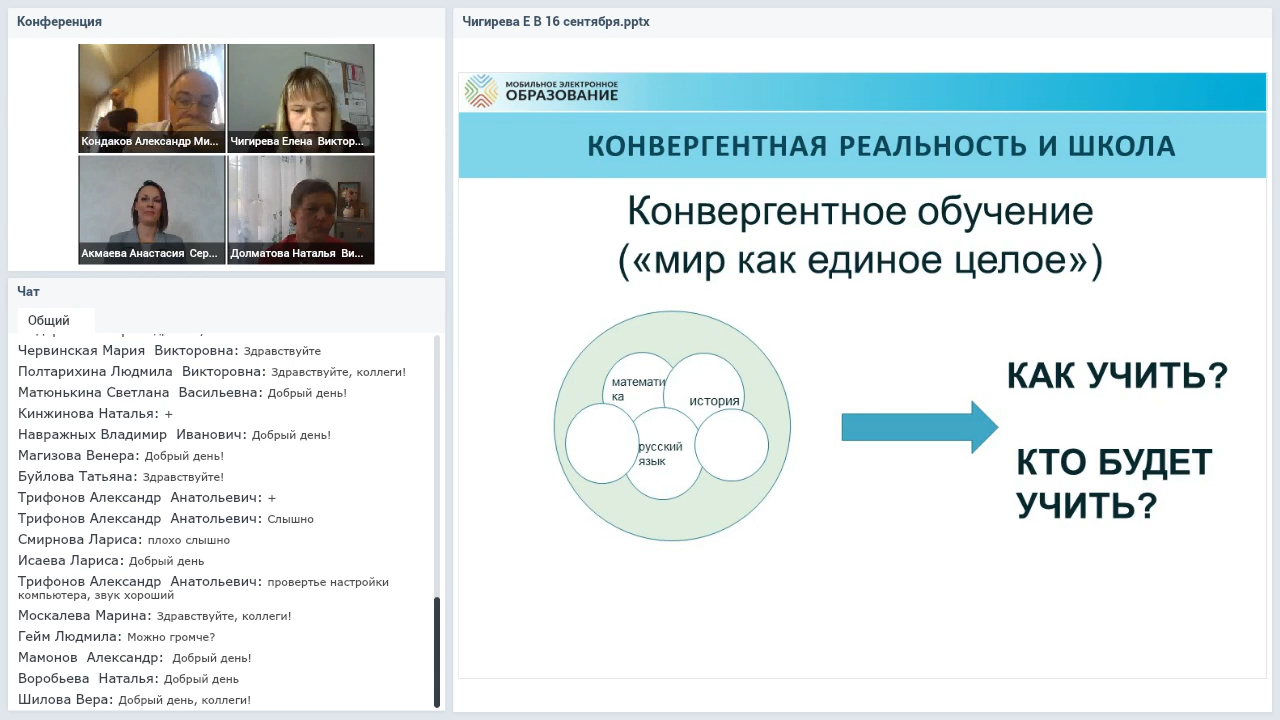 Конференция
Кондаков Александр Ми...
Чигирева Елена Виктор...
Акмаева Анастасия Сер...
Долматова Наталья Ви...
Чат
Общий
Червинская Мария Викторовна: Здравствуйте
Полтарихина Людмила Викторовна: Здравствуйте, коллеги!
Матюнькина Светлана Васильевна: Добрый день!
Кинжинова Наталья: +
Навражных Владимир Иванович: Добрый день!
Магизова Венера: Добрый день!
Буйлова Татьяна: Здравствуйте!
Трифонов Александр Анатольевич: +
Трифонов Александр Анатольевич: Слышно
Смирнова Лариса: плохо слышно
Исаева Лариса: Добрый день
Трифонов Александр Анатольевич: провертье настройки
компьютера, звук хороший
Москалева Марина: Здравствуйте, коллеги!
Гейм Людмила: Можно громче?
Мамонов Александр: Добрый день!
Воробьева Наталья: Добрый день
Шилова Вера: Добрый день, коллеги!
Чигирева Е В 16 сентября.pptx
МОБИЛЬНОЕ ЭЛЕКТРОННОЕ
ОБРАЗОВАНИЕ
КОНВЕРГЕНТНАЯ РЕАЛЬНОСТЬ И ШКОЛА
Конвергентное обучение
(«мир как единое целое»)
математи
ка
история
русский
язык
КАК УЧИТЬ?
КТО БУДЕТ
УЧИТЬ?